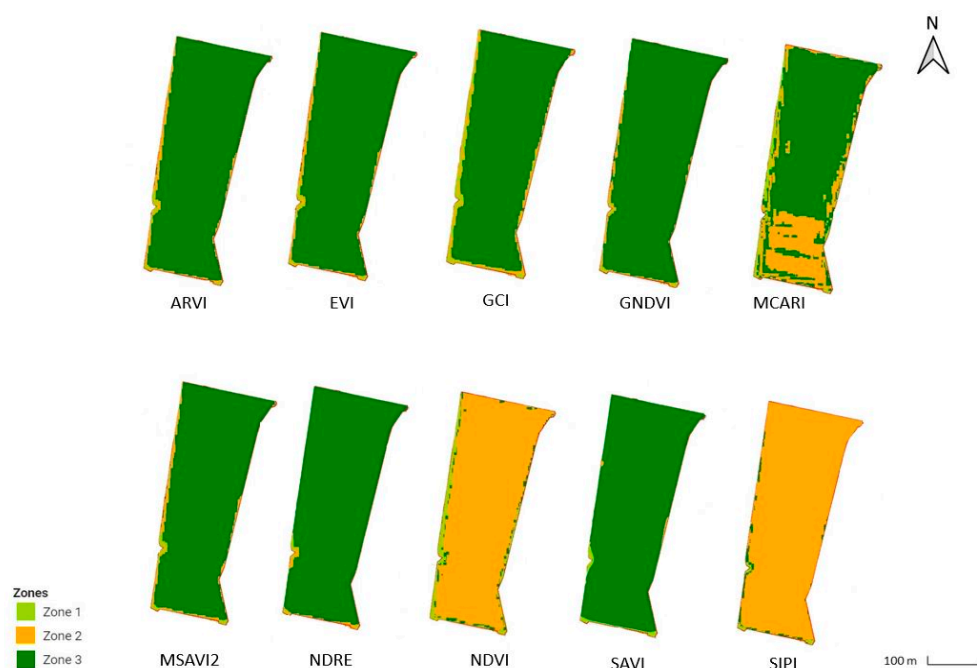 N
ARVI
EVI
GCI
GNDVI
MCARI
Zones
Zone 1
Zone 2
Zone 3
MSAVI2
NDRE
NDVI
SAVI
SIPI
100 m